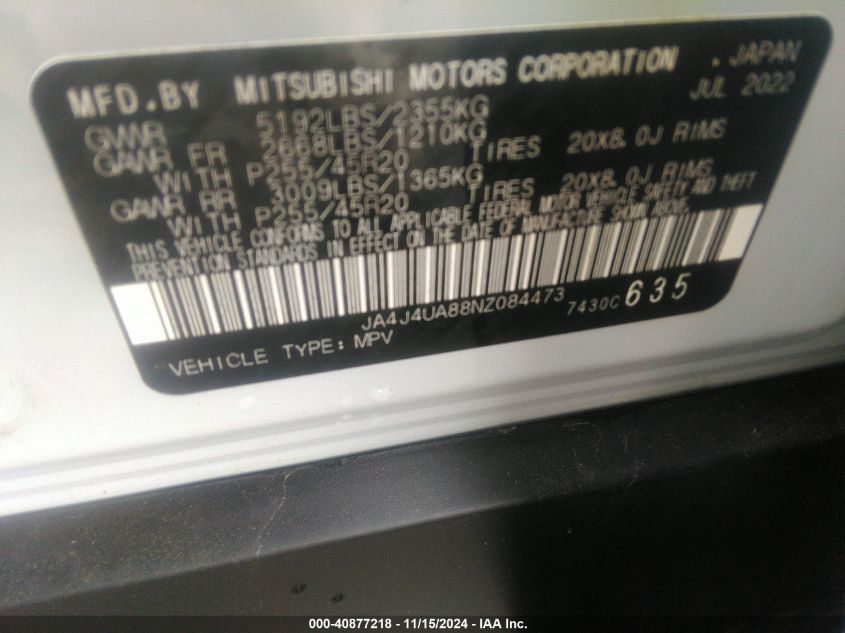 MFD.BY MITSUBISHI MOTORS CORPORATION . JAPAN
JUL 2022
GVWR 5192LBS/2355KG
GAWR FR 2668LBS/1210KG
WITH P255/45R20 TIRES 20X8.0J RIMS
GAWR RR 3009LBS/1365KG
WITH P255/45R20 TIRES 20X8.0J RIMS
THIS VEHICLE CONFORMS TO ALL APPLICABLE FEDERAL MOTOR VEHICLE SAFETY AND THEFT
PREVENTION STANDARDS IN EFFECT ON THE DATE OF MANUFACTURE SHOWN ABOVE.
JA4J4UA88NZ084473 7430C 635
VEHICLE TYPE: MPV
000-40877218 - 11/15/2024 - IAA Inc.